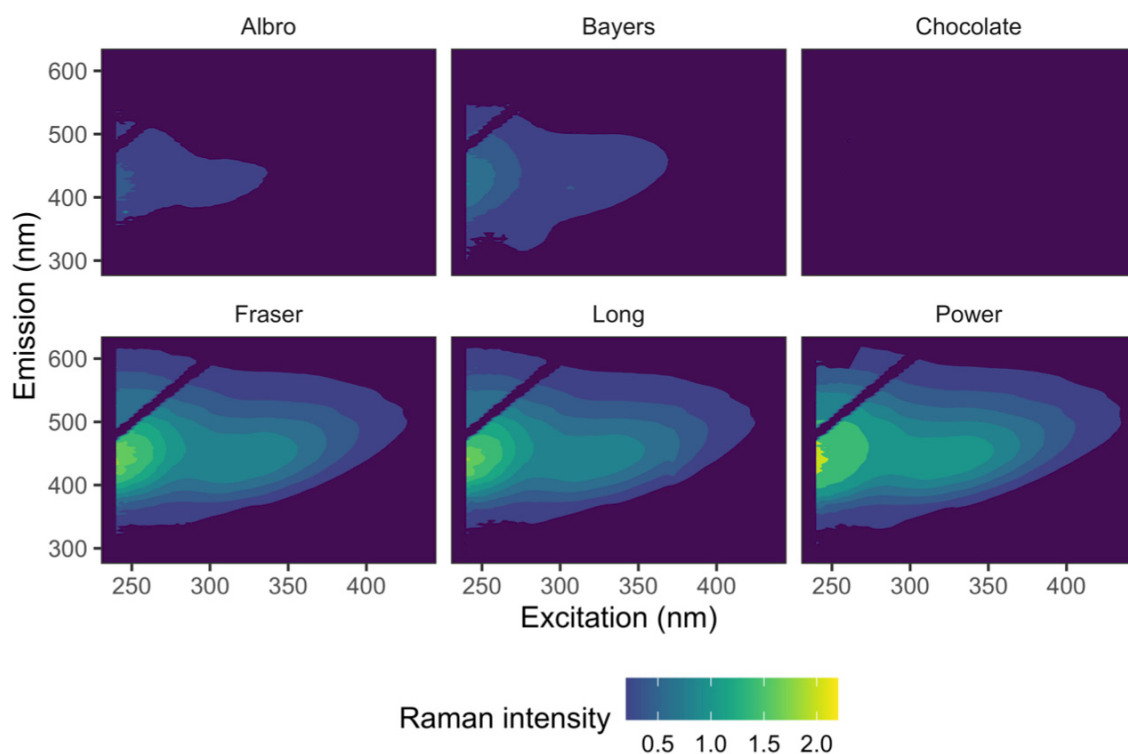 Albro Bayers Chocolate
600
500
400
300
Fraser Long Power
600
500
400
300
250 300 350 400 250 300 350 400 250 300 350 400
Emission (nm)
Excitation (nm)
Raman intensity
0.5 1.0 1.5 2.0